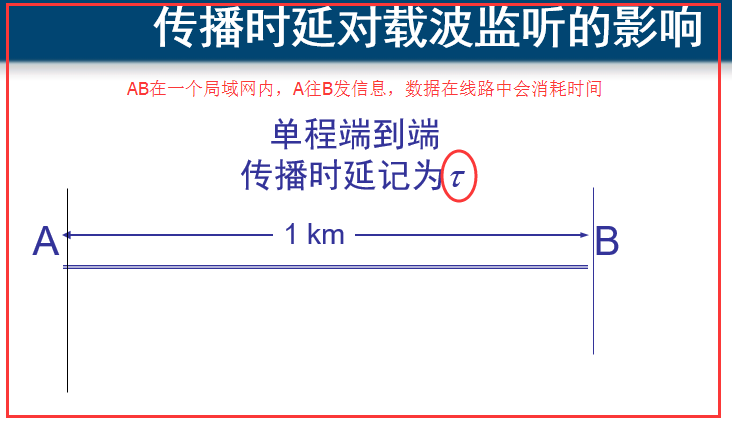 传播时延对载波监听的影响
AB在一个局域网内，A往B发信息，数据在线路中会消耗时间
单程端到端
传播时延记为τ
A
1 km
B